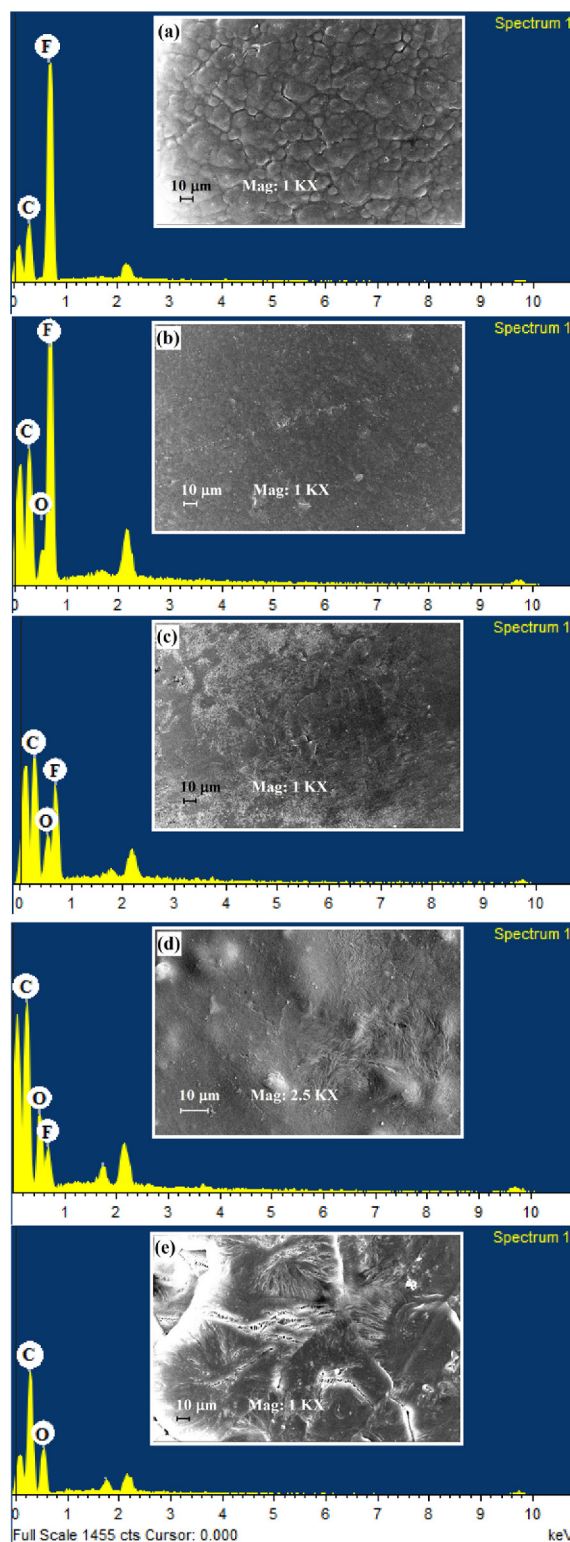 Spectrum 1
(a)
F
C
10 µm Mag: 1 KX
0 1 2 3 4 5 6 7 8 9 10
Spectrum 1
(b)
F
C
O
10 µm Mag: 1 KX
0 1 2 3 4 5 6 7 8 9 10
Spectrum 1
(c)
C
F
O
10 µm Mag: 1 KX
0 1 2 3 4 5 6 7 8 9 10
Spectrum 1
(d)
C
O
F
10 µm Mag: 2.5 KX
1 2 3 4 5 6 7 8 9 10
Spectrum 1
(e)
C
O
10 µm Mag: 1 KX
0 1 2 3 4 5 6 7 8 9 10
Full Scale 1455 cts Cursor: 0.000 keV